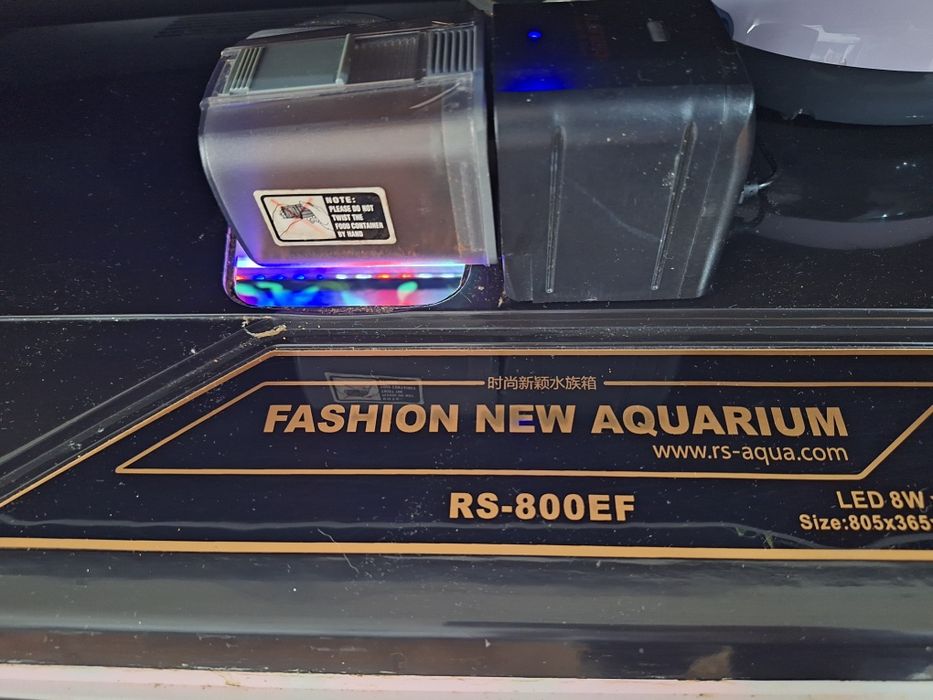 NOTE:
PLEASE DO NOT
TWIST THE
FOOD CONTAINER
BY HAND
时尚新颖水族箱
FASHION NEW AQUARIUM
www.rs-aqua.com
RS-800EF
LED 8W
Size:805x365